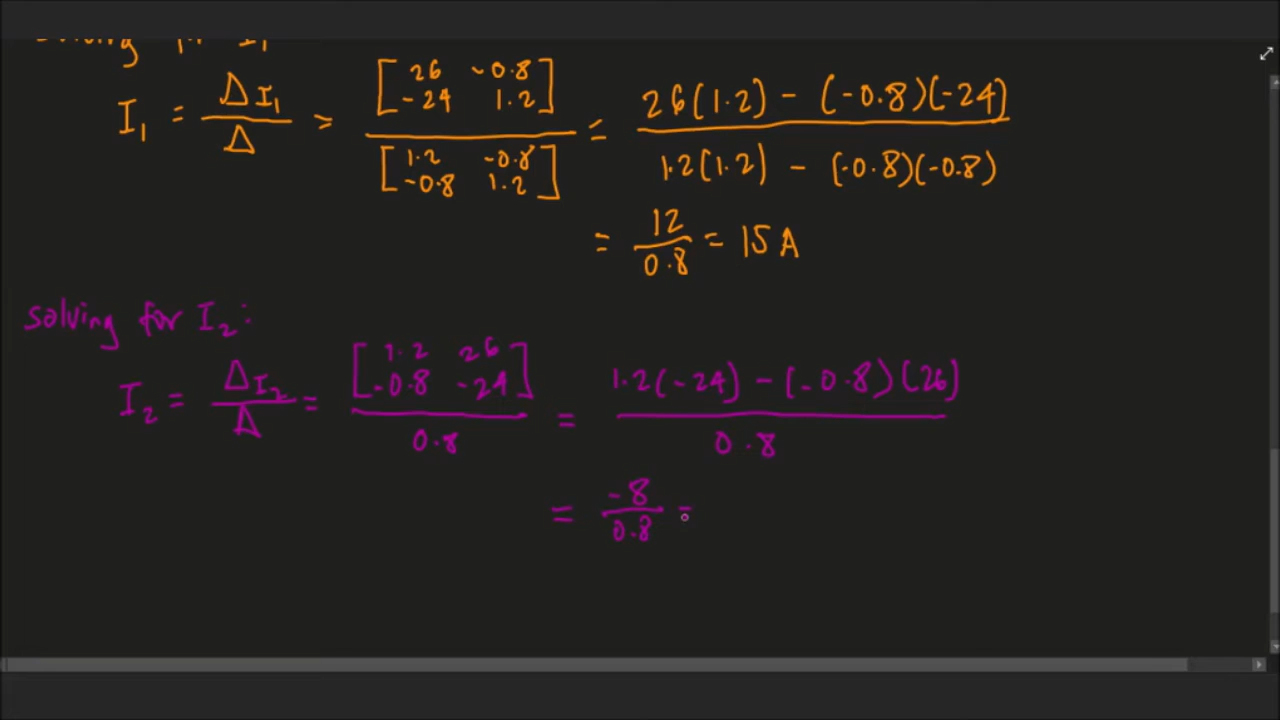 solving for I₁
I₁ = ΔI₁/Δ = [26 -0.8; -24 1.2]/[1.2 -0.8; -0.8 1.2] = 26(1.2) - (-0.8)(-24)/1.2(1.2) - (-0.8)(-0.8)
= 12/0.8 = 15 A
solving for I₂:
I₂ = ΔI₂/Δ = [1.2 26; -0.8 -24]/0.8 = 1.2(-24) - (-0.8)(26)/0.8
= -8/0.8 =